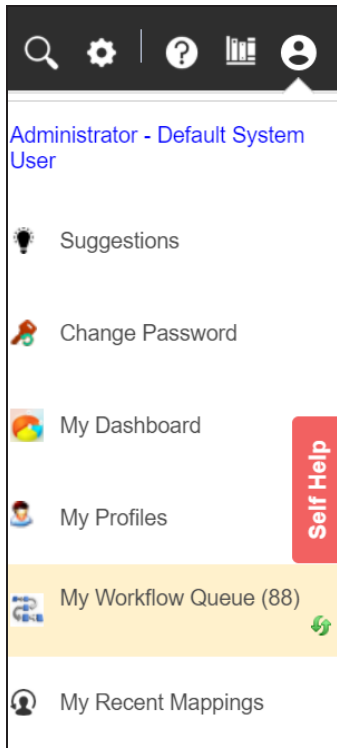 Administrator - Default System
User
Suggestions
Change Password
My Dashboard
Self Help
My Profiles
My Workflow Queue (88)
My Recent Mappings